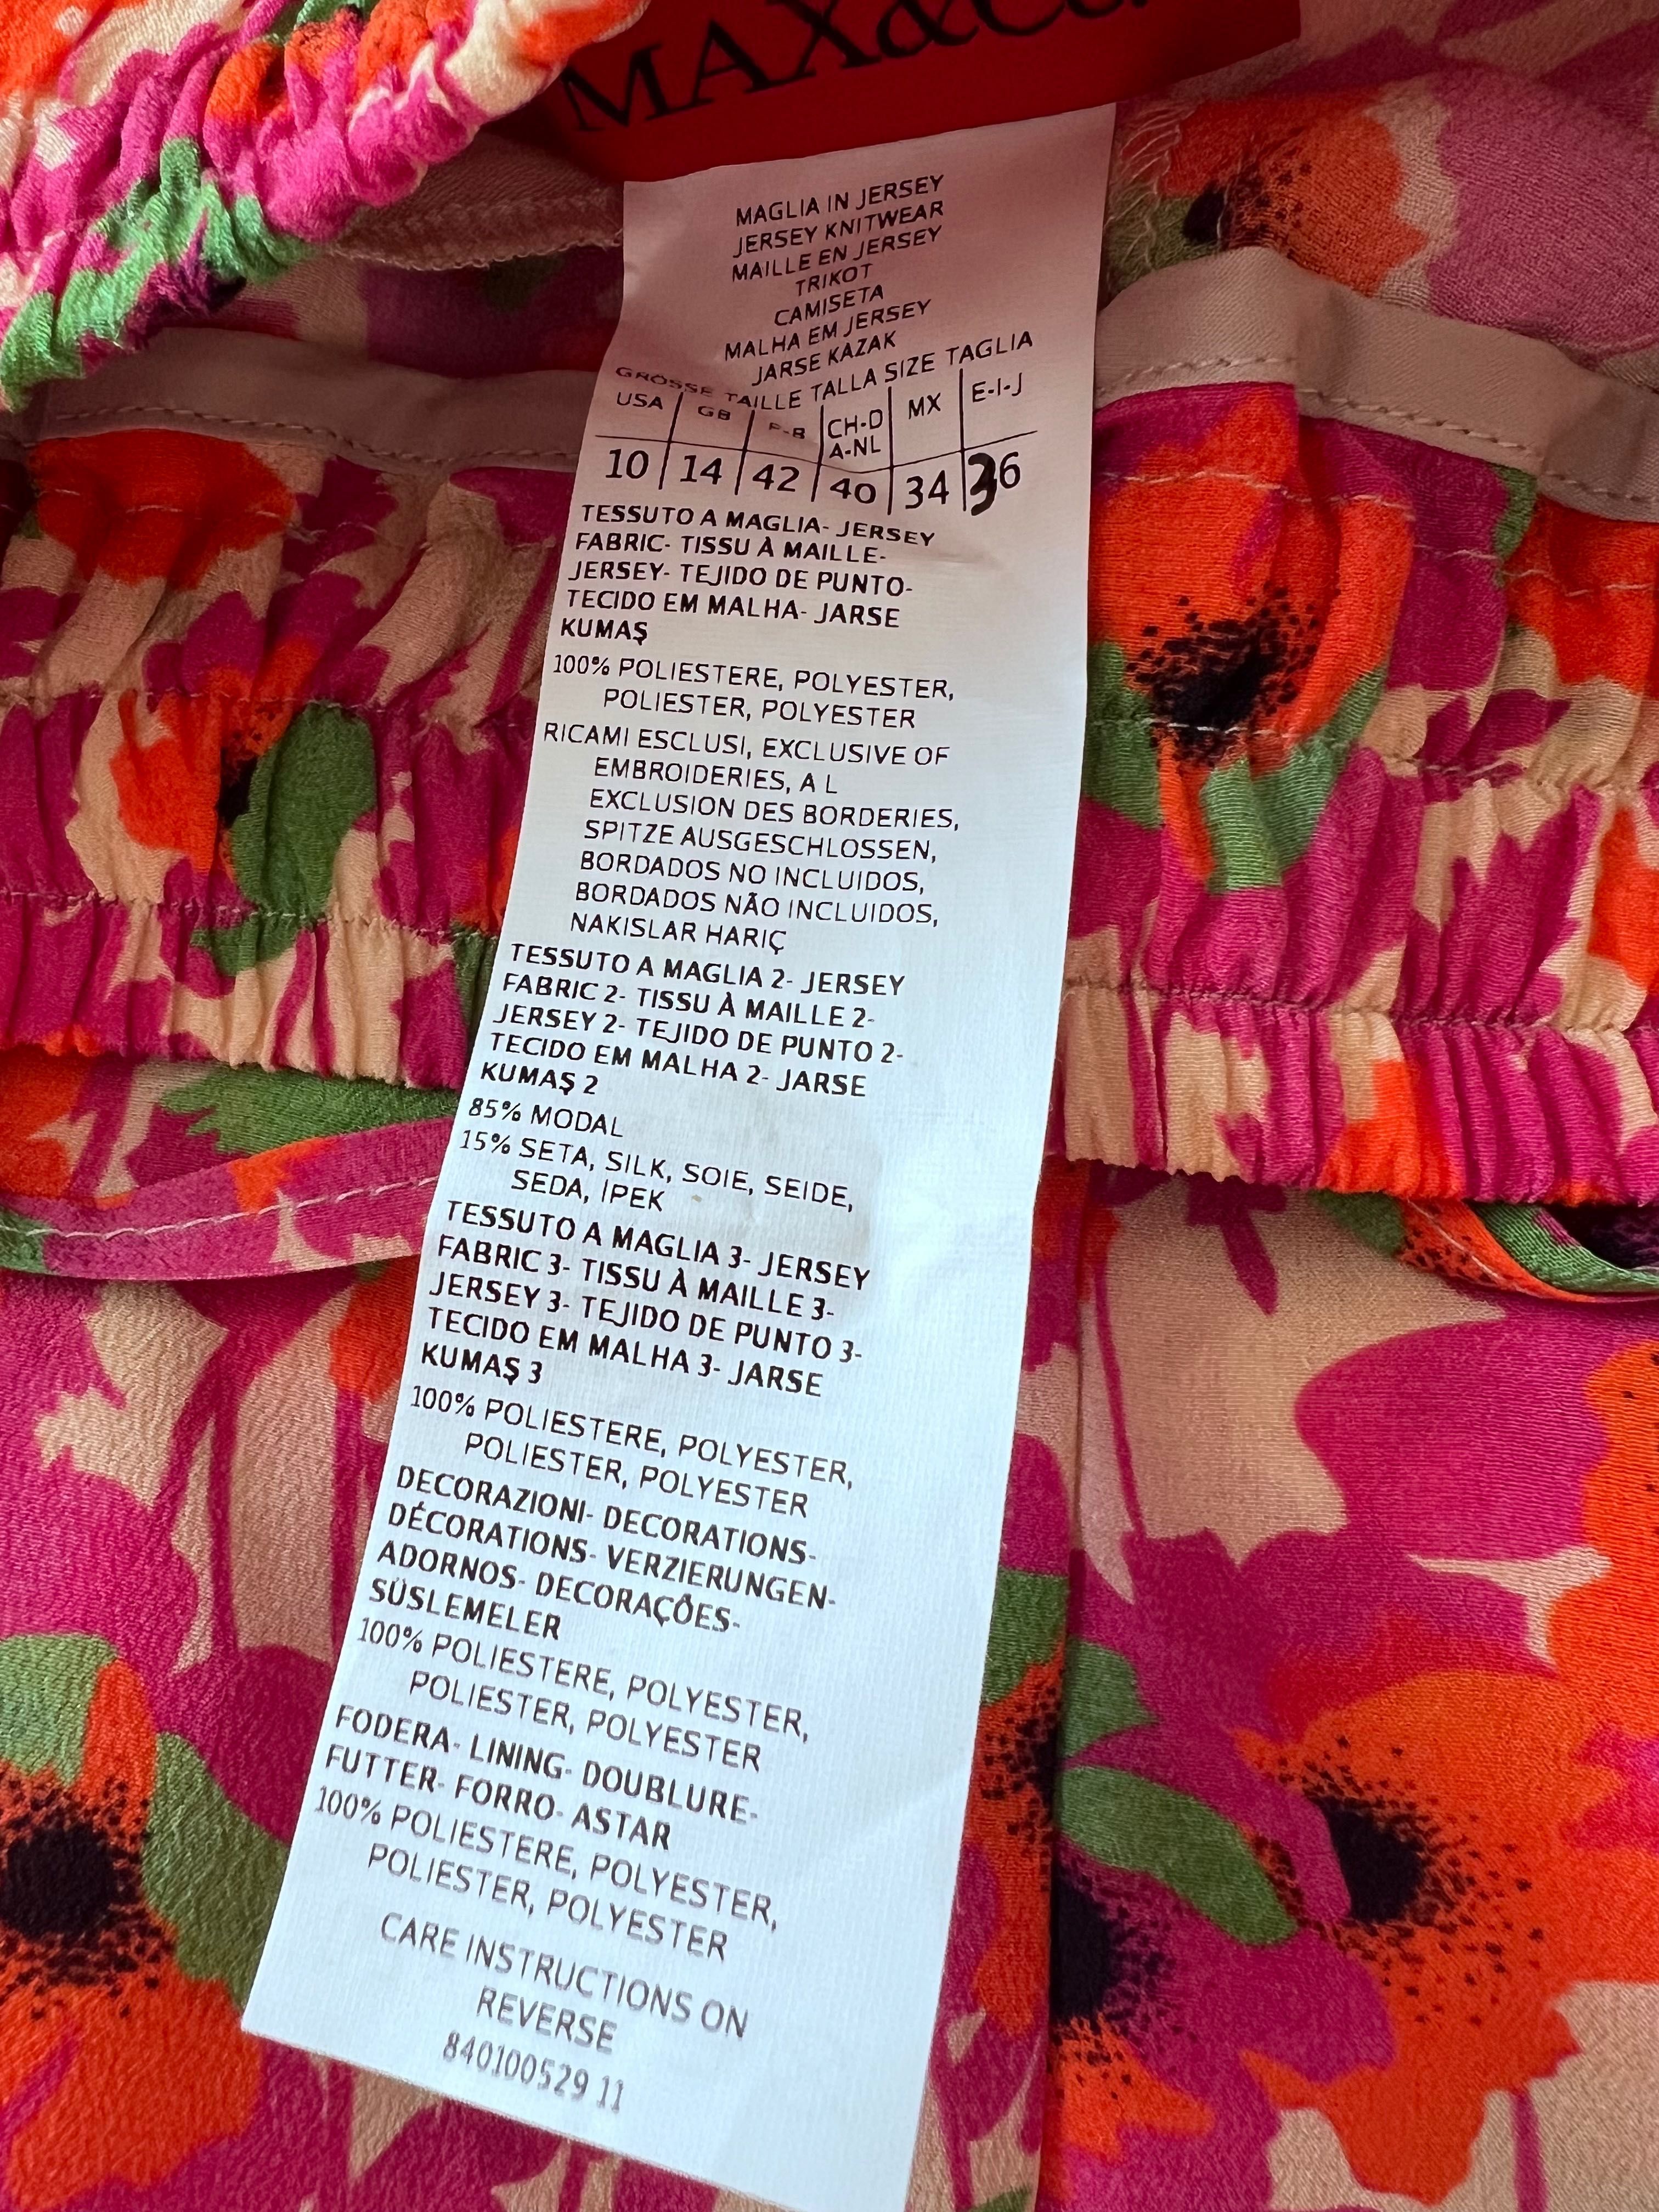 MAX&Co.
MAGLIA IN JERSEY
JERSEY KNITWEAR
MAILLE EN JERSEY
TRIKOT
CAMISETA
MALHA EM JERSEY
JARSE KAZAK
GRÖSSE TAILLE TALLA SIZE TAGLIA
USA GB F-B CH-D A-NL MX E-I-J
10 14 42 40 34 36
TESSUTO A MAGLIA- JERSEY
FABRIC- TISSU À MAILLE-
JERSEY- TEJIDO DE PUNTO-
TECIDO EM MALHA- JARSE
KUMAŞ
100% POLIESTERE, POLYESTER,
POLIESTER, POLYESTER
RICAMI ESCLUSI, EXCLUSIVE OF
EMBROIDERIES, A L
EXCLUSION DES BORDERIES,
SPITZE AUSGESCHLOSSEN,
BORDADOS NO INCLUIDOS,
BORDADOS NÃO INCLUIDOS,
NAKISLAR HARIÇ
TESSUTO A MAGLIA 2- JERSEY
FABRIC 2- TISSU À MAILLE 2-
JERSEY 2- TEJIDO DE PUNTO 2-
TECIDO EM MALHA 2- JARSE
KUMAŞ 2
85% MODAL
15% SETA, SILK, SOIE, SEIDE,
SEDA, İPEK
TESSUTO A MAGLIA 3- JERSEY
FABRIC 3- TISSU À MAILLE 3-
JERSEY 3- TEJIDO DE PUNTO 3-
TECIDO EM MALHA 3- JARSE
KUMAŞ 3
100% POLIESTERE, POLYESTER,
POLIESTER, POLYESTER
DECORAZIONI- DECORATIONS-
DÉCORATIONS- VERZIERUNGEN-
ADORNOS- DECORAÇÕES-
SÜSLEMELER
100% POLIESTERE, POLYESTER,
POLIESTER, POLYESTER
FODERA- LINING- DOUBLURE-
FUTTER- FORRO- ASTAR
100% POLIESTERE, POLYESTER,
POLIESTER, POLYESTER
CARE INSTRUCTIONS ON
REVERSE
840100529 11